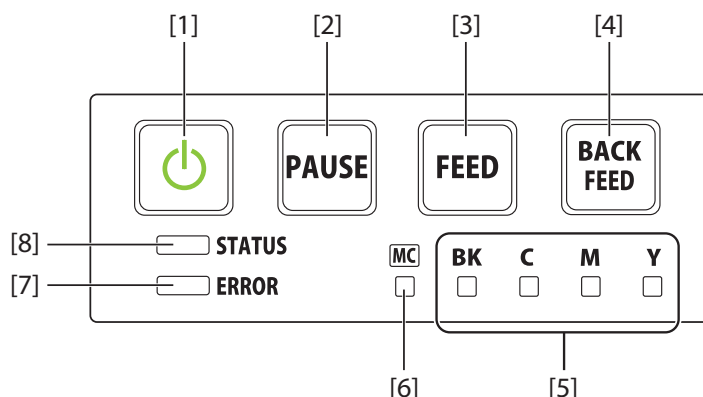 [1] [2] [3] [4]
PAUSE FEED BACK
FEED
[8] STATUS
MC BK C M Y
[7] ERROR
[6] [5]